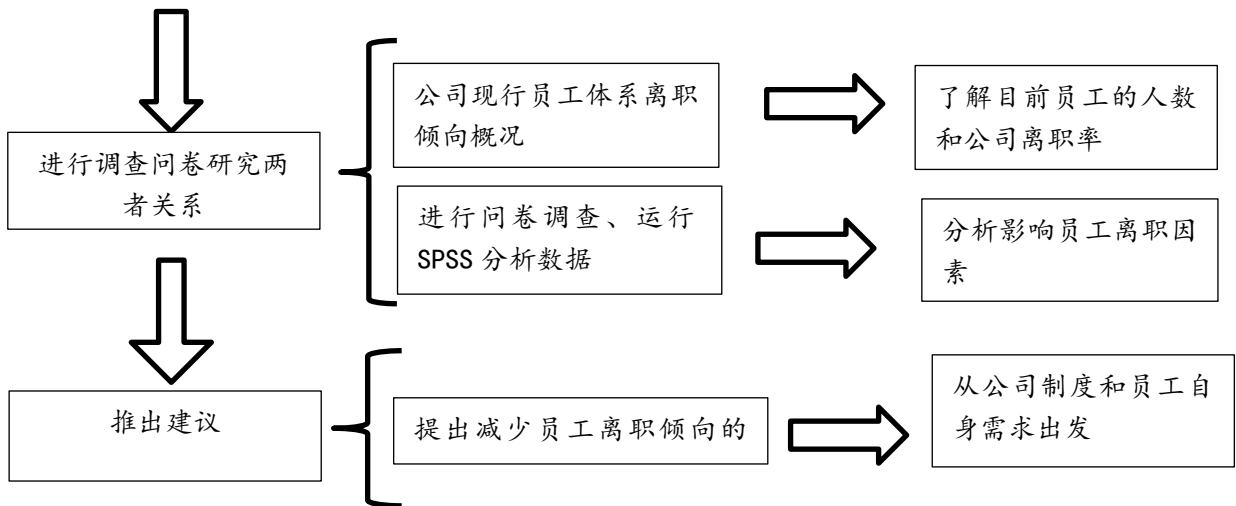 公司现行员工体系离职
倾向概况
了解目前员工的人数
和公司离职率
进行调查问卷研究两
者关系
进行问卷调查、运行
SPSS 分析数据
分析影响员工离职因
素
推出建议
提出减少员工离职倾向的
从公司制度和员工自
身需求出发